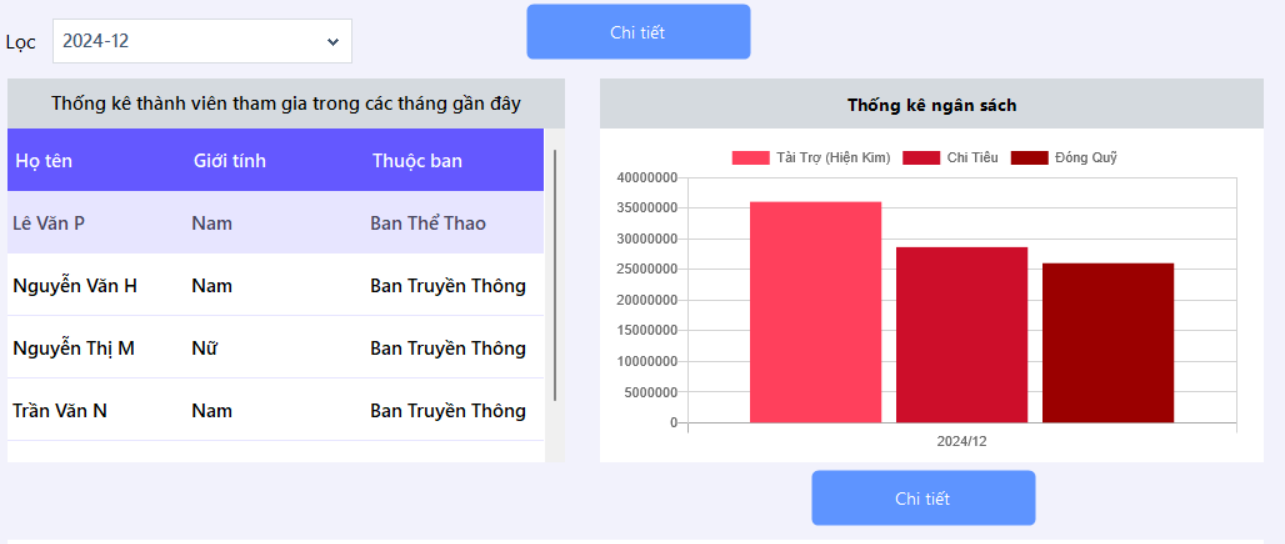 Lọc 2024-12 Chi tiết
Thống kê thành viên tham gia trong các tháng gần đây
Họ tên Giới tính Thuộc ban
Lê Văn P Nam Ban Thể Thao
Nguyễn Văn H Nam Ban Truyền Thông
Nguyễn Thị M Nữ Ban Truyền Thông
Trần Văn N Nam Ban Truyền Thông
Thống kê ngân sách
Tài Trợ (Hiện Kim) Chi Tiêu Đóng Quỹ
40000000
35000000
30000000
25000000
20000000
15000000
10000000
5000000
0
2024/12
Chi tiết